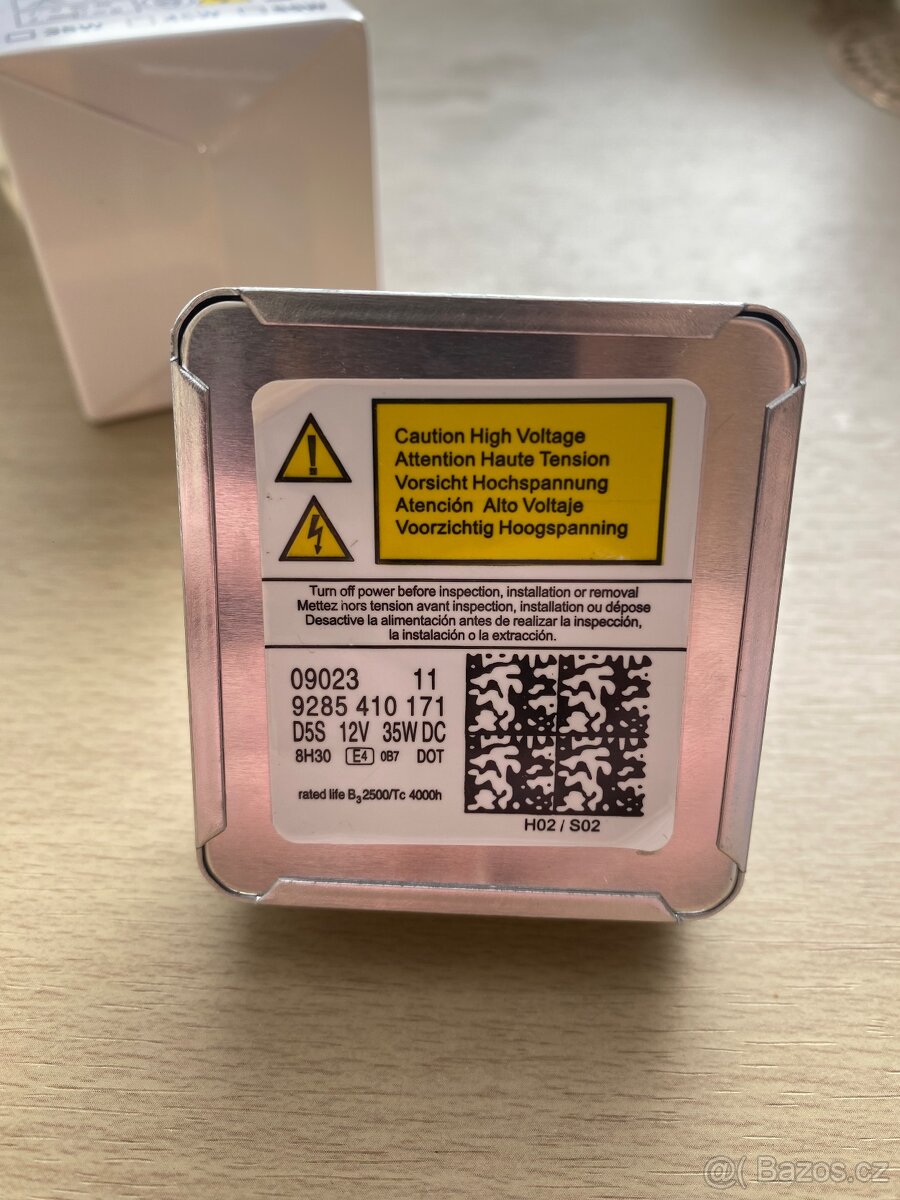 35W 45W 55W
Caution High Voltage
Attention Haute Tension
Vorsicht Hochspannung
Atención Alto Voltaje
Voorzichtig Hoogspanning
Turn off power before inspection, installation or removal
Mettez hors tension avant inspection, installation ou dépose
Desactive la alimentación antes de realizar la inspección,
la instalación o la extracción.
09023 11
9285 410 171
D5S 12V 35W DC
8H30 E4 0B7 DOT
rated life B3 2500/Tc 4000h
H02 / S02
@( Bazos.cz